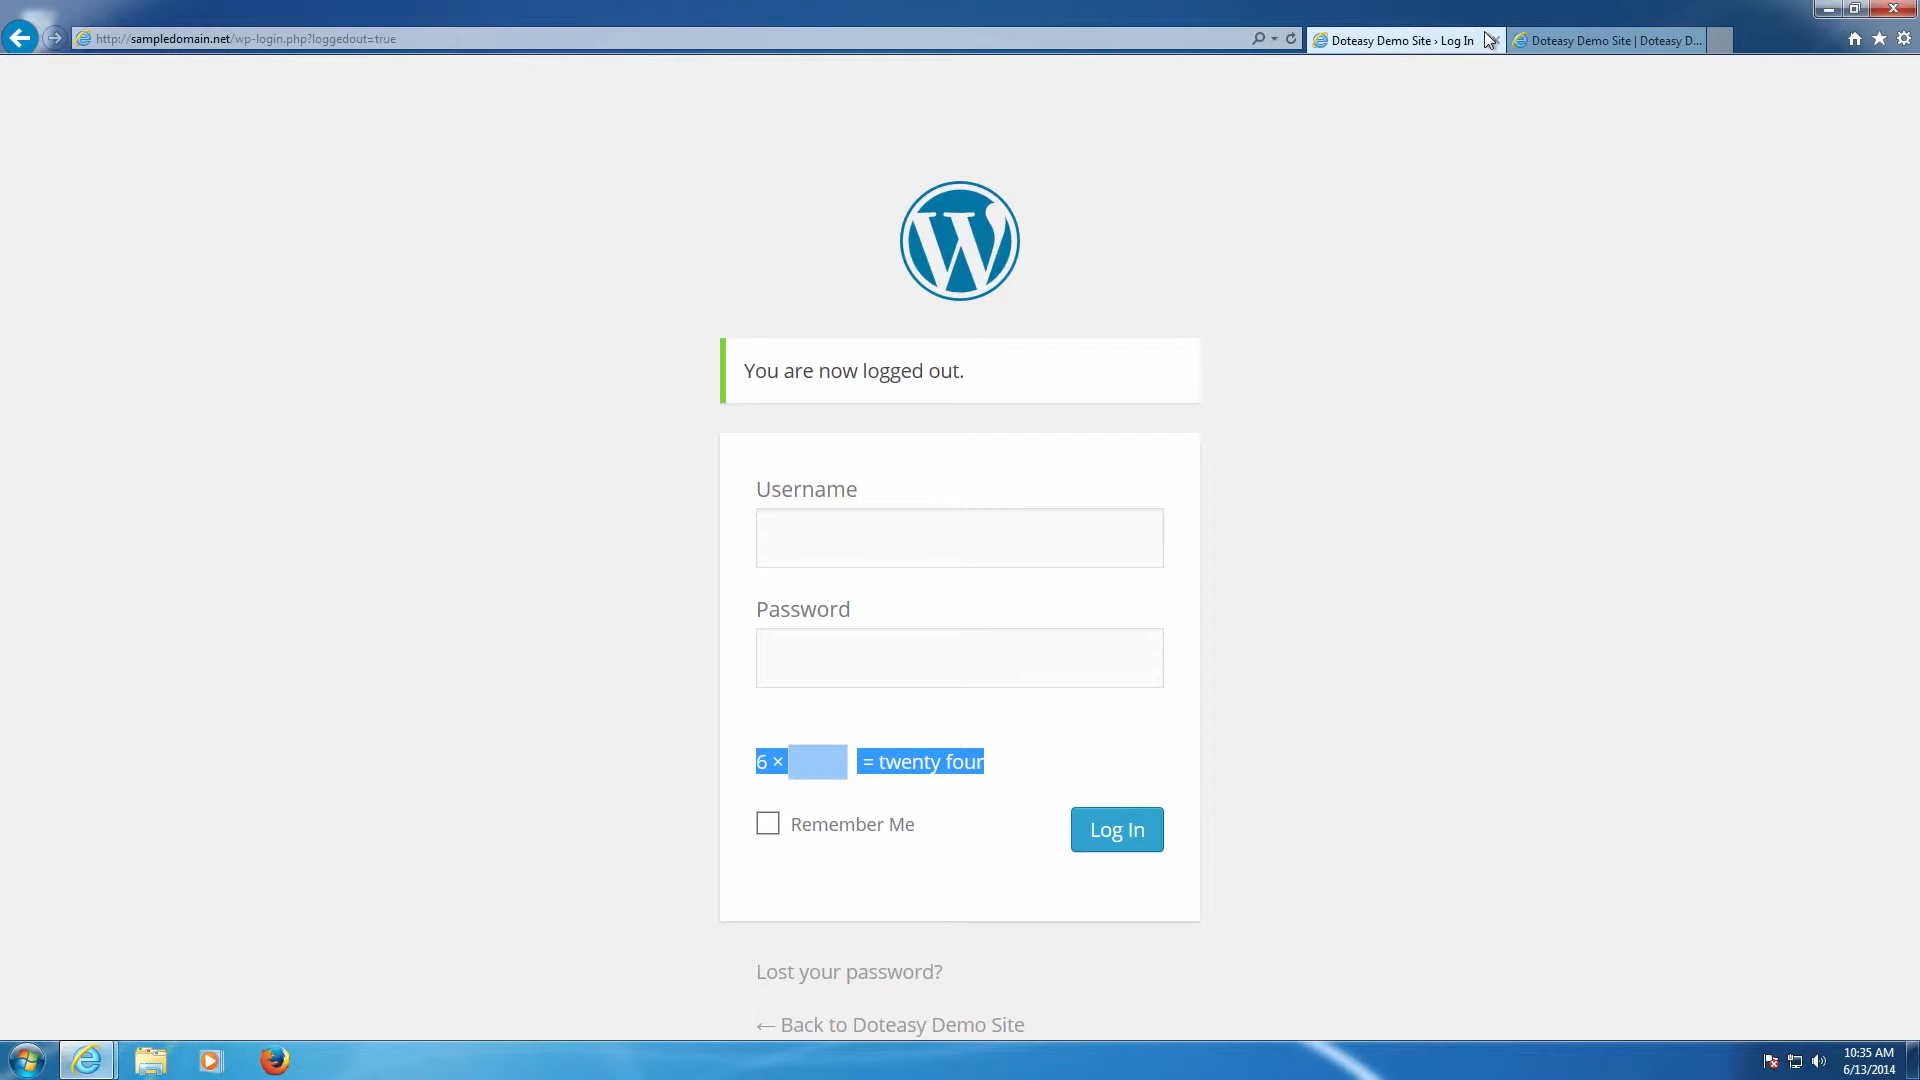 http://sampledomain.net/wp-login.php?loggedout=true
Doteasy Demo Site › Log In
Doteasy Demo Site | Doteasy D...
You are now logged out.
Username
Password
6 × = twenty four
Remember Me
Log In
Lost your password?
← Back to Doteasy Demo Site
10:35 AM
6/13/2014